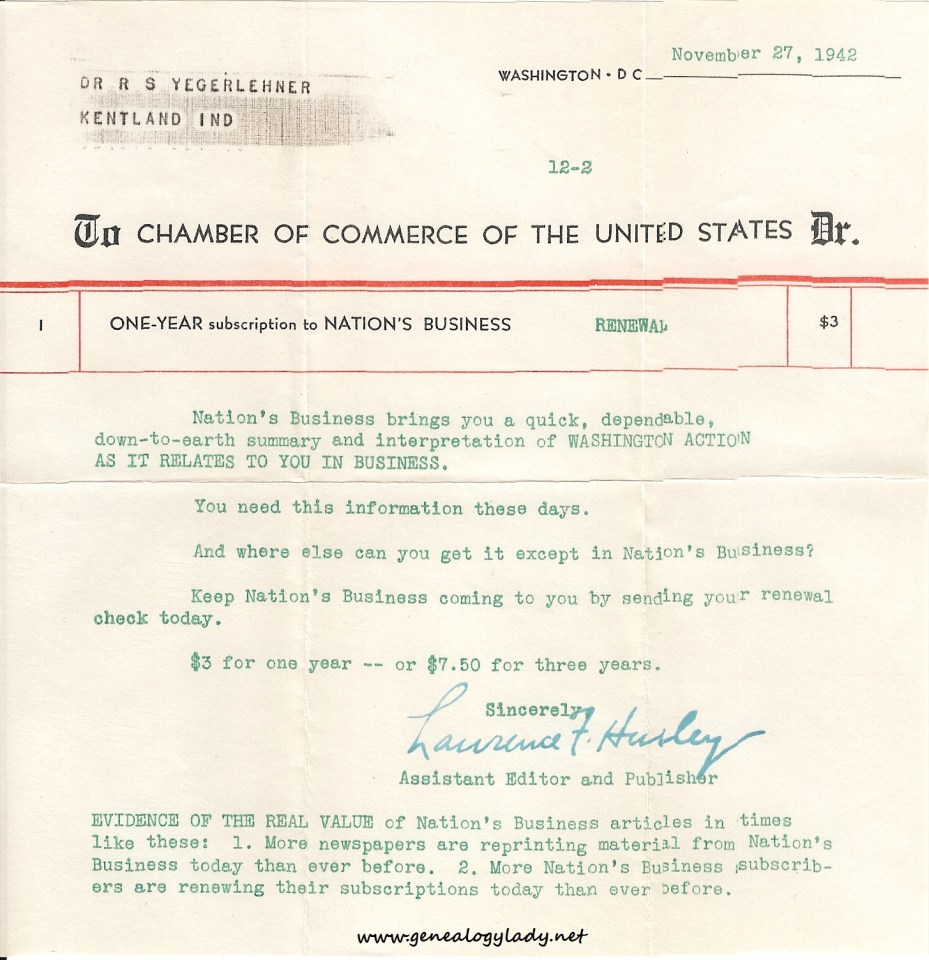 November 27, 1942
WASHINGTON • D C
DR R S YEGERLEHNER
KENTLAND IND
12-2
To CHAMBER OF COMMERCE OF THE UNITED STATES Dr.
1 ONE-YEAR subscription to NATION'S BUSINESS RENEWAL $3
Nation's Business brings you a quick, dependable,
down-to-earth summary and interpretation of WASHINGTON ACTION
AS IT RELATES TO YOU IN BUSINESS.
You need this information these days.
And where else can you get it except in Nation's Business?
Keep Nation's Business coming to you by sending your renewal
check today.
$3 for one year -- or $7.50 for three years.
Sincerely,
Lawrence F. Hurley
Assistant Editor and Publisher
EVIDENCE OF THE REAL VALUE of Nation's Business articles in times
like these: 1. More newspapers are reprinting material from Nation's
Business today than ever before. 2. More Nation's Business subscrib-
ers are renewing their subscriptions today than ever before.
www.genealogylady.net